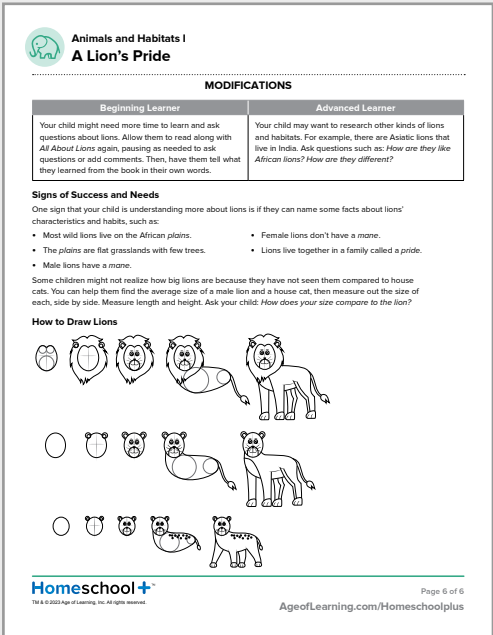 Animals and Habitats I
A Lion's Pride
MODIFICATIONS
Beginning Learner
Your child might need more time to learn and ask
questions about lions. Allow them to read along with
All About Lions again, pausing as needed to ask
questions or add comments. Then, have them tell what
they learned from the book in their own words.
Advanced Learner
Your child may want to research other kinds of lions
and habitats. For example, there are Asiatic lions that
live in India. Ask questions such as: How are they like
African lions? How are they different?
Signs of Success and Needs
One sign that your child is understanding more about lions is if they can name some facts about lions'
characteristics and habits, such as:
• Most wild lions live on the African plains.
• The plains are flat grasslands with few trees.
• Male lions have a mane.
• Female lions don't have a mane.
• Lions live together in a family called a pride.
Some children might not realize how big lions are because they have not seen them compared to house
cats. You can help them find the average size of a male lion and a house cat, then measure out the size of
each, side by side. Measure length and height. Ask your child: How does your size compare to the lion?
How to Draw Lions
Homeschool+™
TM & © 2023 Age of Learning, Inc. All rights reserved.
Page 6 of 6
AgeofLearning.com/Homeschoolplus